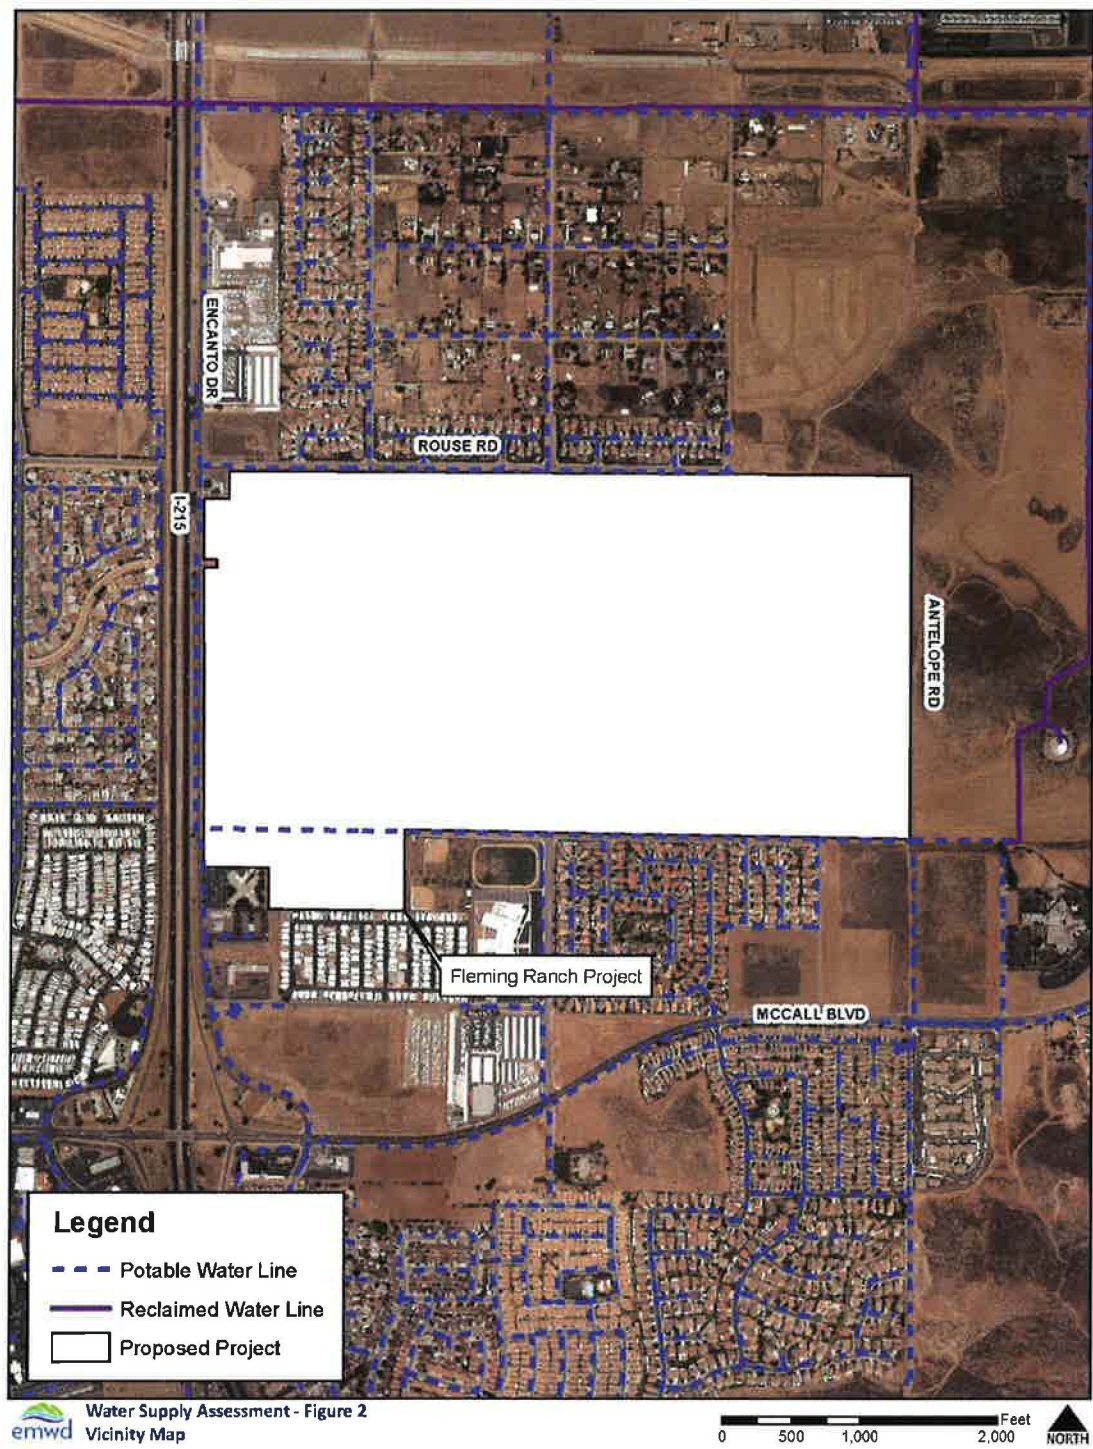 ENCANTO DR
ROUSE RD
I-215
ANTELOPE RD
Fleming Ranch Project
MCCALL BLVD
Legend
Potable Water Line
Reclaimed Water Line
Proposed Project
emwd
Water Supply Assessment - Figure 2
Vicinity Map
Feet
0 500 1,000 2,000
NORTH